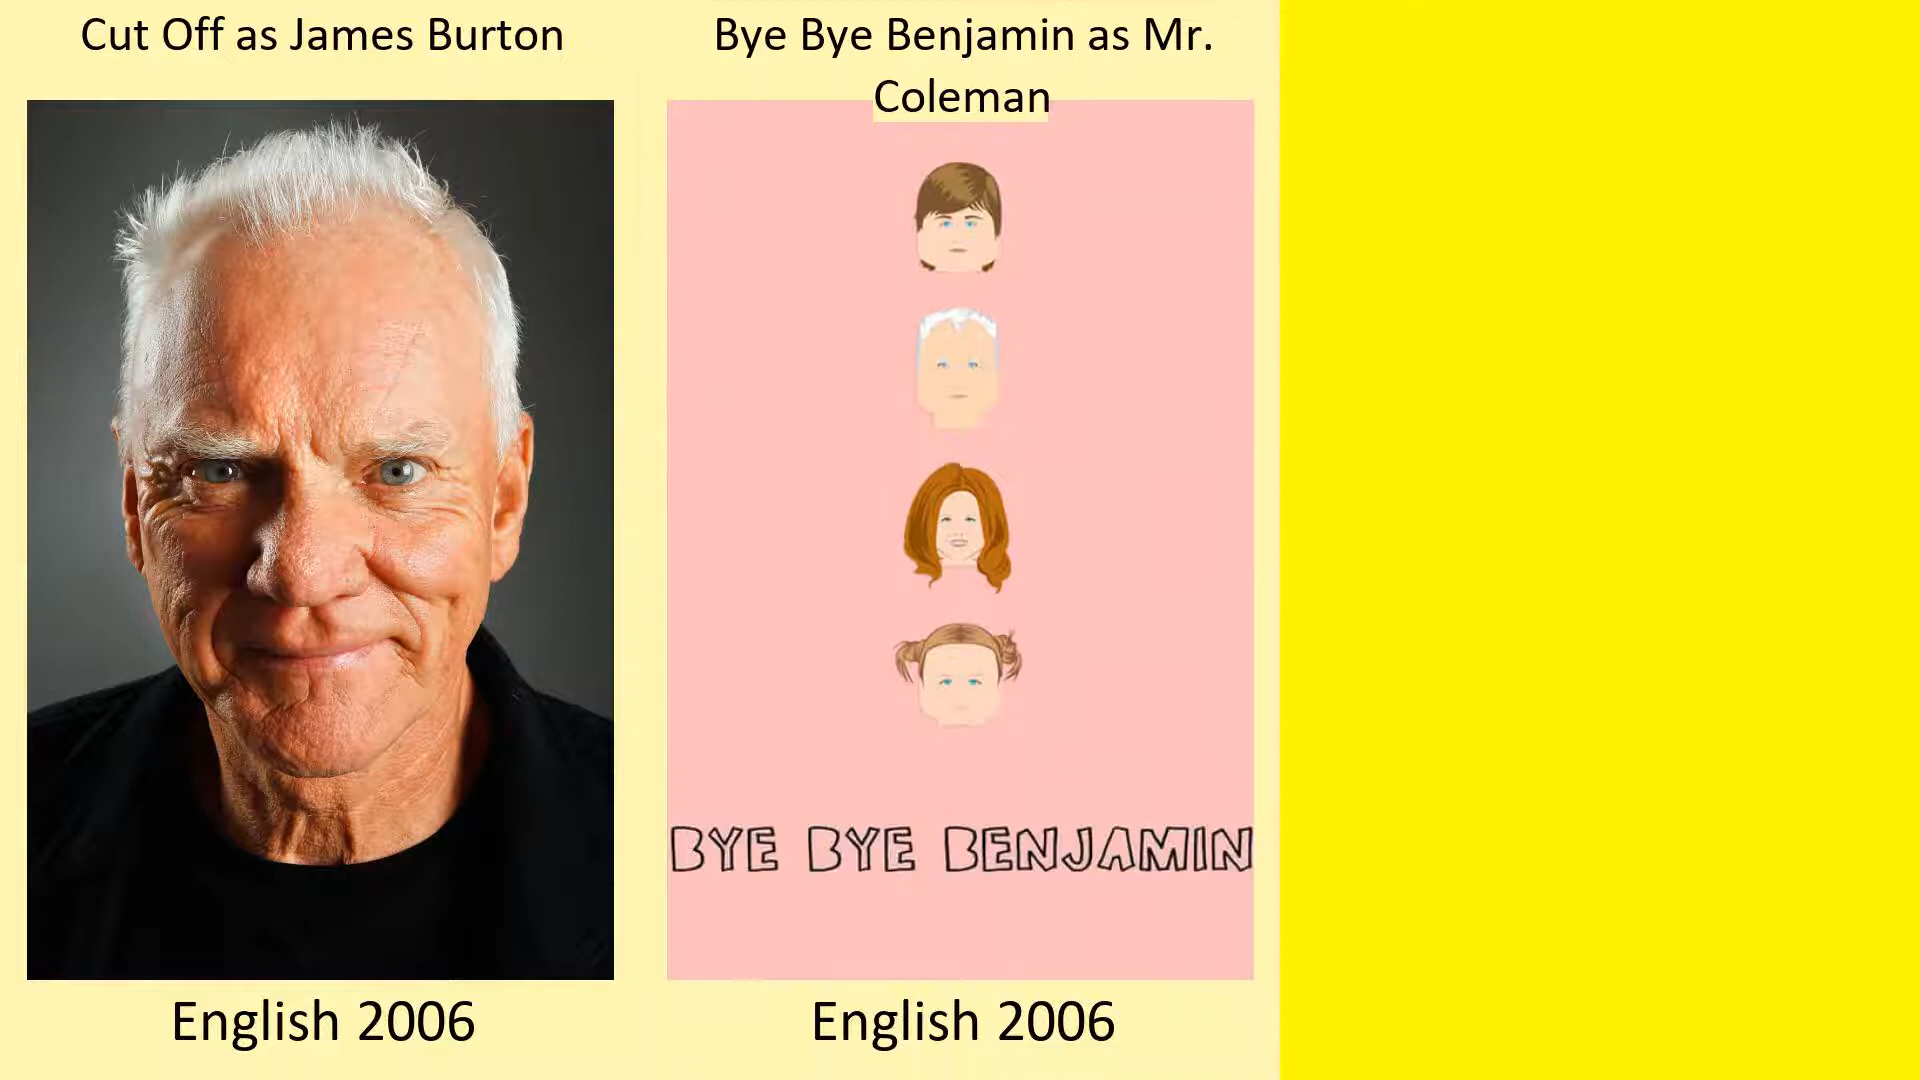 Cut Off as James Burton
English 2006
Bye Bye Benjamin as Mr.
Coleman
BYE BYE BENJAMIN
English 2006